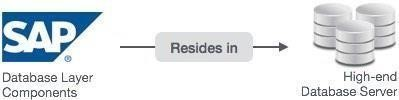 SAP
Resides in
Database Layer
Components
High-end
Database Server